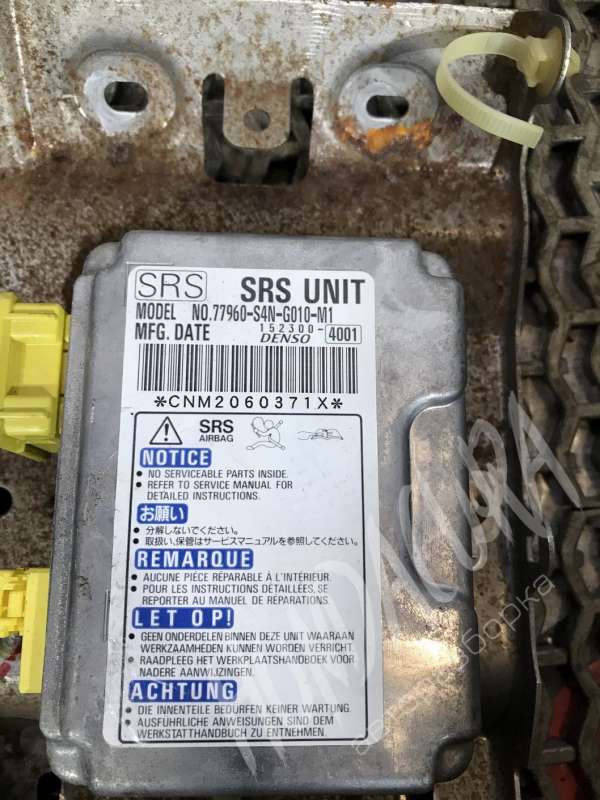 SRS SRS UNIT
MODEL NO.77960-S4N-G010-M1
MFG. DATE 152300- 4001
DENSO
*CNM2060371X*
SRS
AIRBAG
NOTICE
• NO SERVICEABLE PARTS INSIDE.
• REFER TO SERVICE MANUAL FOR
DETAILED INSTRUCTIONS.
お願い
• 分解しないでください。
• 取扱い、保管はサービスマニュアルを参照してください。
REMARQUE
• AUCUNE PIÈCE RÉPARABLE À L'INTÉRIEUR.
• POUR LES INSTRUCTIONS DÉTAILLÉES, SE
REPORTER AU MANUEL DE REPARATIONS.
LET OP!
• GEEN ONDERDELEN BINNEN DEZE UNIT WAARAAN
WERKZAAMHEDEN KUNNEN WORDEN VERRICHT.
• RAADPLEEG HET WERKPLAATSHANDBOEK VOOR
NADERE AANWIJZINGEN.
ACHTUNG
• DIE INNENTEILE BEDÜRFEN KEINER WARTUNG.
• AUSFÜHRLICHE ANWEISUNGEN SIND DEM
WERKSTATTHANDBUCH ZU ENTNEHMEN.
авторазборка